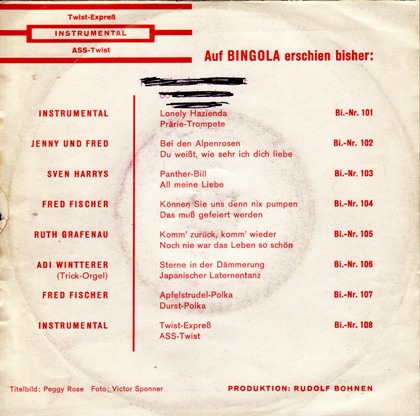 Twist-Expreß
INSTRUMENTAL
ASS-Twist
Auf BINGOLA erschien bisher:
INSTRUMENTAL Lonely Hazienda Bi.-Nr. 101
Prärie-Trompete
JENNY UND FRED Bei den Alpenrosen Bi.-Nr. 102
Du weißt, wie sehr ich dich liebe
SVEN HARRYS Panther-Bill Bi.-Nr. 103
All meine Liebe
FRED FISCHER Können Sie uns denn nix pumpen Bi.-Nr. 104
Das muß gefeiert werden
RUTH GRAFENAU Komm' zurück, komm' wieder Bi.-Nr. 105
Noch nie war das Leben so schön
ADI WINTTERER Sterne in der Dämmerung Bi.-Nr. 106
(Trick-Orgel) Japanischer Laternentanz
FRED FISCHER Apfelstrudel-Polka Bi.-Nr. 107
Durst-Polka
INSTRUMENTAL Twist-Expreß Bi.-Nr. 108
ASS-Twist
Titelbild: Peggy Rose Foto: Victor Sponner PRODUKTION: RUDOLF BOHNEN